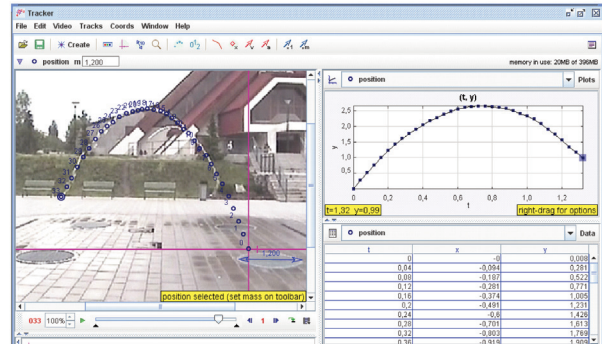 Tracker
File Edit Video Tracks Coords Window Help
Create
position m 1,200
memory in use: 20MB of 396MB
position
Plots
(t, y)
2,5
2,0
1,5
1,0
0,5
y
0 0,2 0,4 0,6 0,8 1,0 1,2
t
t=1,32 y=0,99
right-drag for options
1,200
position selected (set mass on toolbar)
033 100% 1
position
Data
t x y
0 -0 0,008
0,04 -0,094 0,281
0,08 -0,187 0,522
0,12 -0,281 0,771
0,16 -0,374 1,005
0,2 -0,491 1,231
0,24 -0,6 1,426
0,28 -0,701 1,613
0,32 -0,803 1,769
0,36 -0,919 1,909